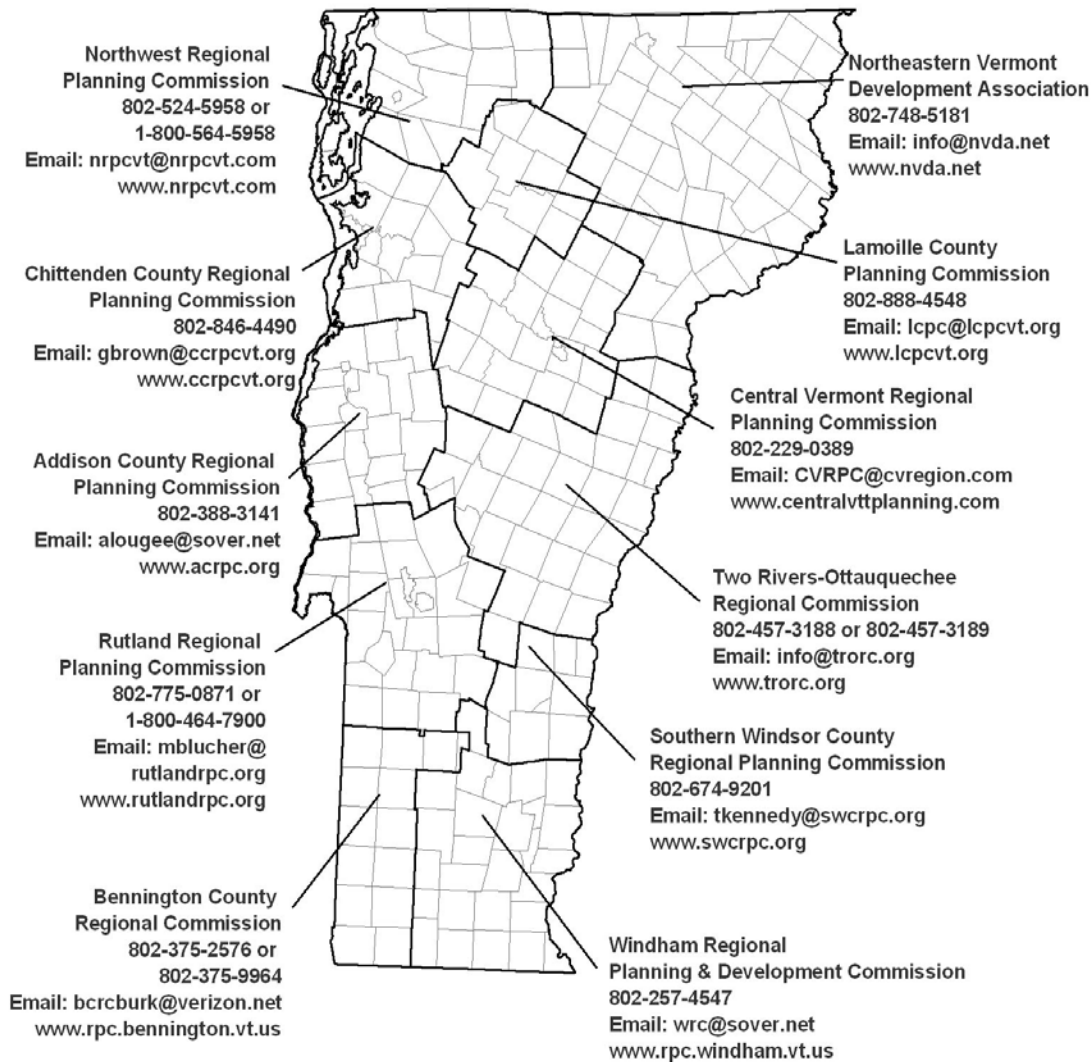 Northwest Regional
Planning Commission
802-524-5958 or
1-800-564-5958
Email: nrpcvt@nrpcvt.com
www.nrpcvt.com
Chittenden County Regional
Planning Commission
802-846-4490
Email: gbrown@ccrpcvt.org
www.ccrpcvt.org
Addison County Regional
Planning Commission
802-388-3141
Email: alougee@sover.net
www.acrpc.org
Rutland Regional
Planning Commission
802-775-0871 or
1-800-464-7900
Email: mblucher@
rutlandrpc.org
www.rutlandrpc.org
Bennington County
Regional Commission
802-375-2576 or
802-375-9964
Email: bcrcburk@verizon.net
www.rpc.bennington.vt.us
Northeastern Vermont
Development Association
802-748-5181
Email: info@nvda.net
www.nvda.net
Lamoille County
Planning Commission
802-888-4548
Email: lcpc@lcpcvt.org
www.lcpcvt.org
Central Vermont Regional
Planning Commission
802-229-0389
Email: CVRPC@cvregion.com
www.centralvttplanning.com
Two Rivers-Ottauquechee
Regional Commission
802-457-3188 or 802-457-3189
Email: info@trorc.org
www.trorc.org
Southern Windsor County
Regional Planning Commission
802-674-9201
Email: tkennedy@swcrpc.org
www.swcrpc.org
Windham Regional
Planning & Development Commission
802-257-4547
Email: wrc@sover.net
www.rpc.windham.vt.us